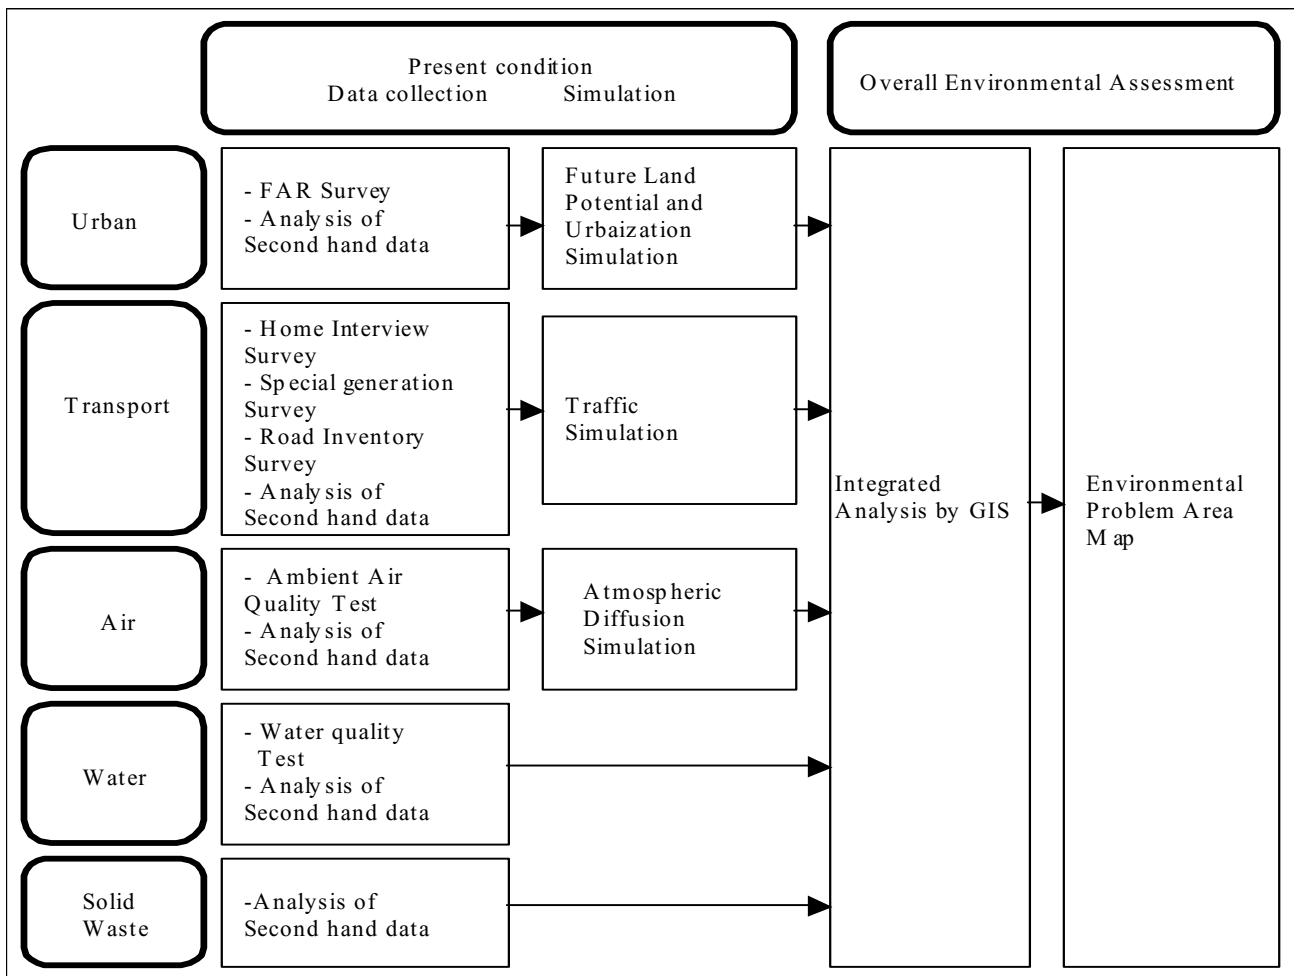 Present condition
Data collection Simulation
Overall Environmental Assessment
Urban
- FAR Survey
- Analysis of
Second hand data
Future Land
Potential and
Urbaization
Simulation
Transport
- Home Interview
Survey
- Special generation
Survey
- Road Inventory
Survey
- Analysis of
Second hand data
Traffic
Simulation
Integrated
Analysis by GIS
Environmental
Problem Area
Map
Air
- Ambient Air
Quality Test
- Analysis of
Second hand data
Atmospheric
Diffusion
Simulation
Water
- Water quality
Test
- Analysis of
Second hand data
Solid
Waste
-Analysis of
Second hand data